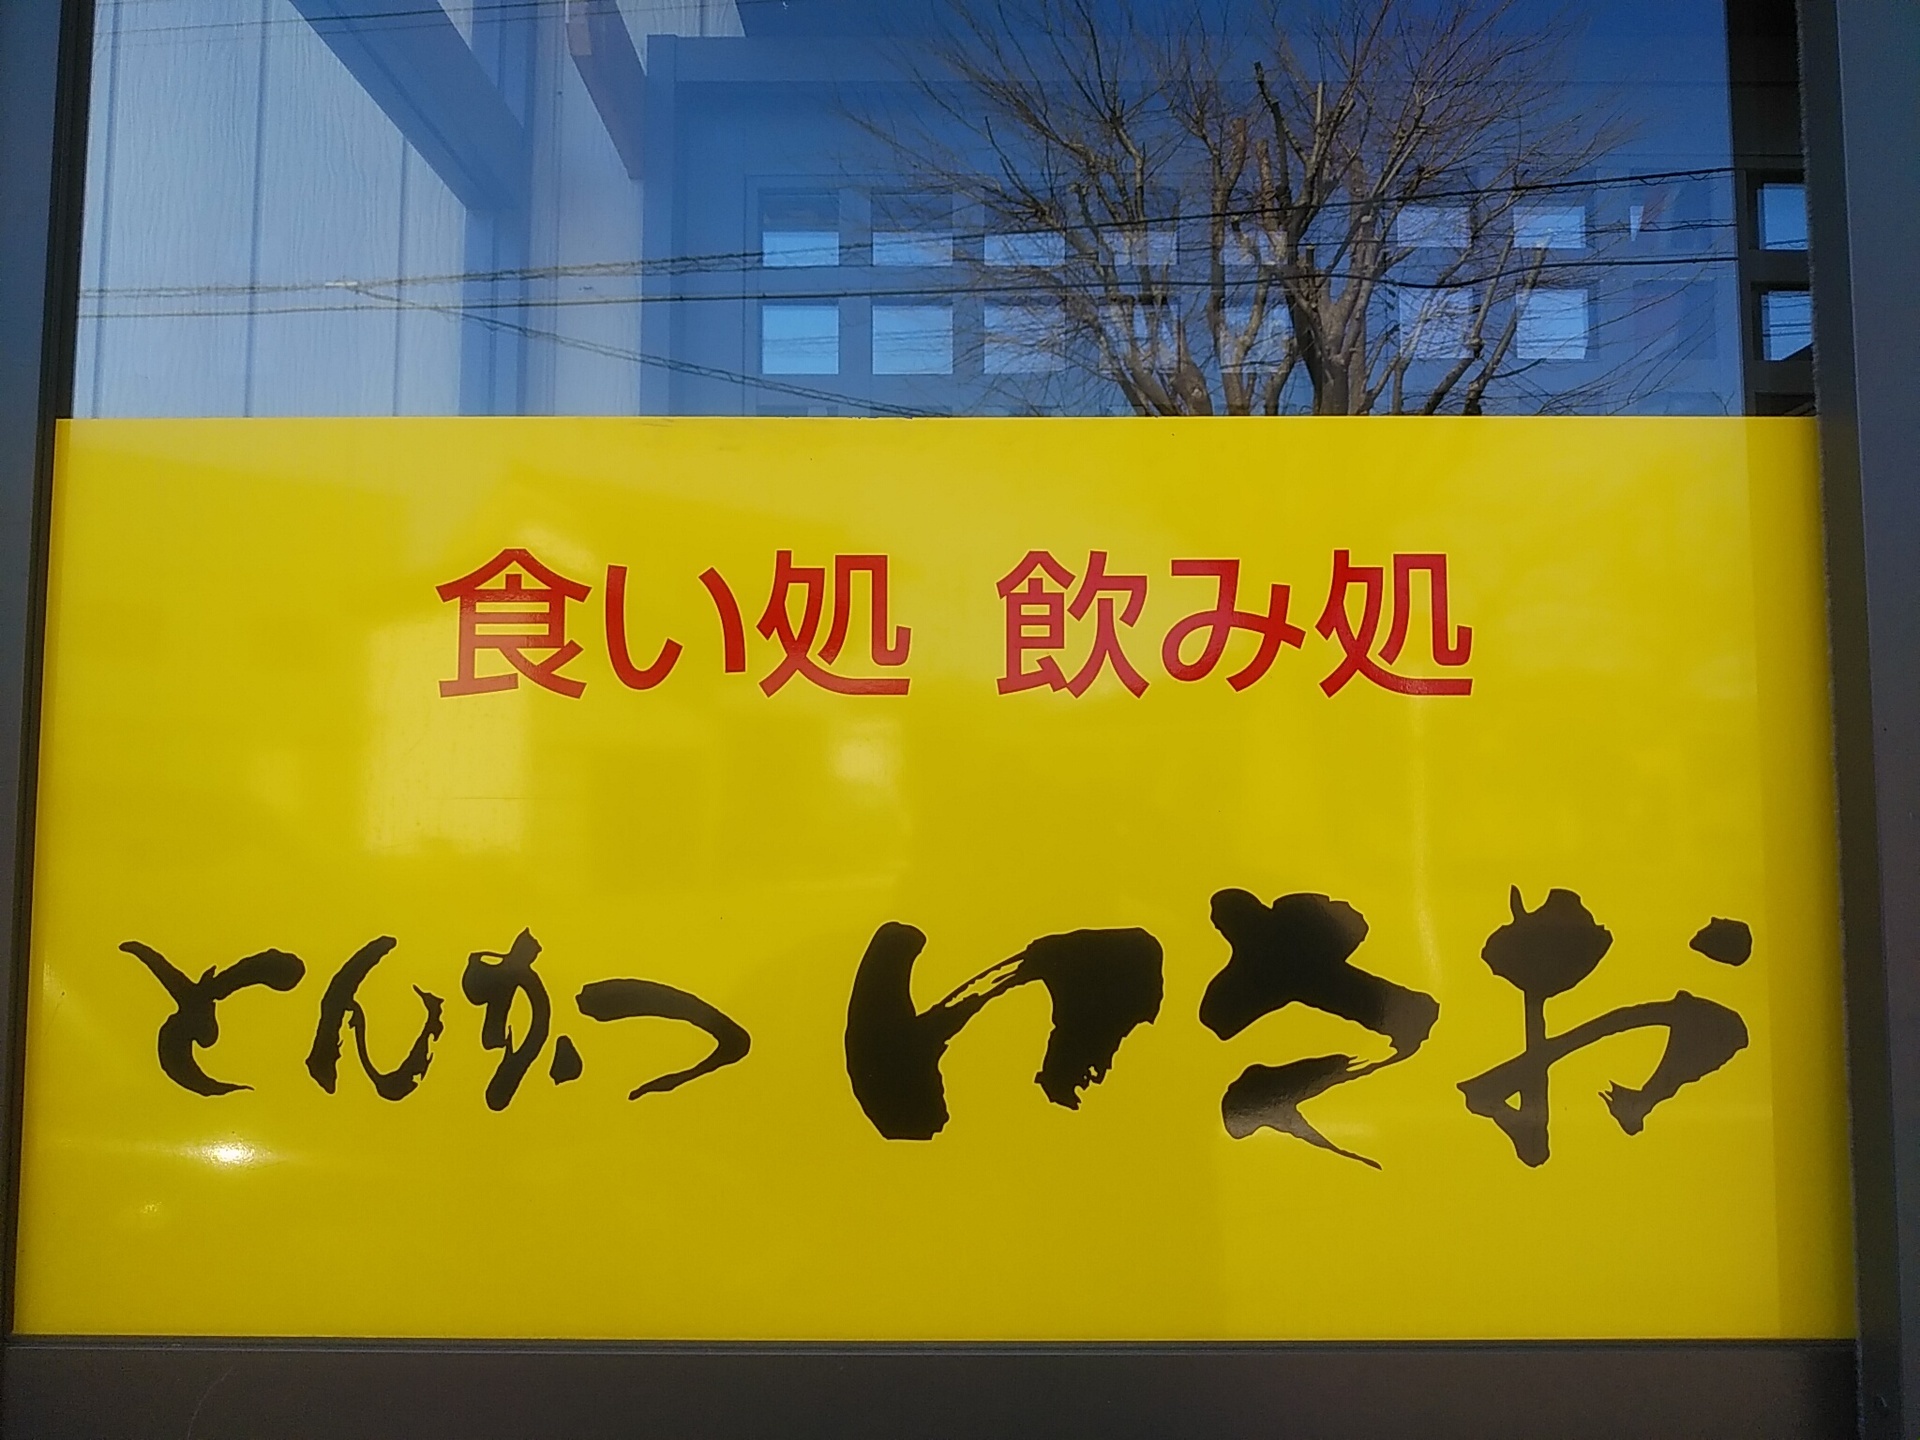 食い処 飲み処
とんかつ いさお